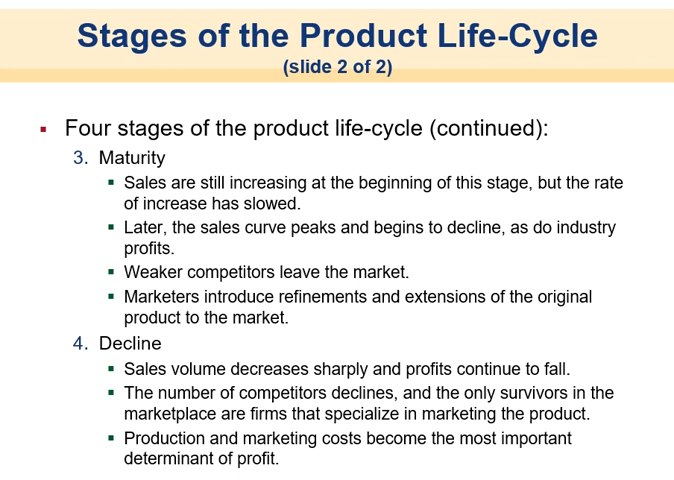 Stages of the Product Life-Cycle
(slide 2 of 2)
▪ Four stages of the product life-cycle (continued):
3. Maturity
▪ Sales are still increasing at the beginning of this stage, but the rate
of increase has slowed.
▪ Later, the sales curve peaks and begins to decline, as do industry
profits.
▪ Weaker competitors leave the market.
▪ Marketers introduce refinements and extensions of the original
product to the market.
4. Decline
▪ Sales volume decreases sharply and profits continue to fall.
▪ The number of competitors declines, and the only survivors in the
marketplace are firms that specialize in marketing the product.
▪ Production and marketing costs become the most important
determinant of profit.